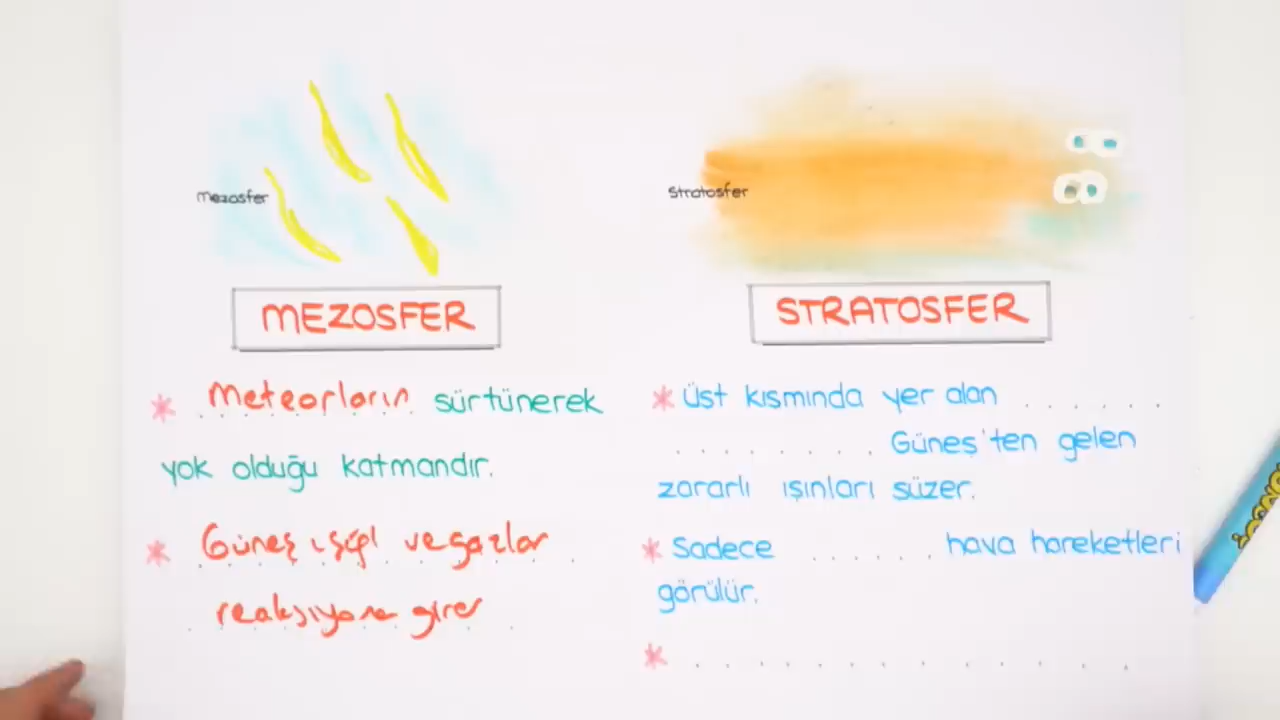 mezosfer
MEZOSFER
* Meteorların sürtünerek
yok olduğu katmandır.
* Güneş ışığı ve gazlar
reaksiyona girer
stratosfer
STRATOSFER
* Üst kısmında yer alan . . . . . .
. . . . . . . . Güneş'ten gelen
zararlı ışınları süzer.
* Sadece . . . . . . hava hareketleri
görülür.
* . . . . . . . . . . . .